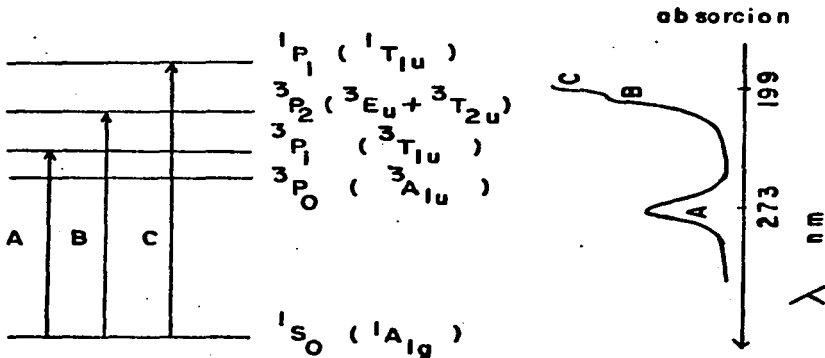 absorcion
¹P₁ ( ¹T₁u )
³P₂ ( ³Eu + ³T₂u )
³P₁ ( ³T₁u )
³P₀ ( ³A₁u )
A B C
¹S₀ ( ¹A₁g )
C
B
199
A
273
nm
λ